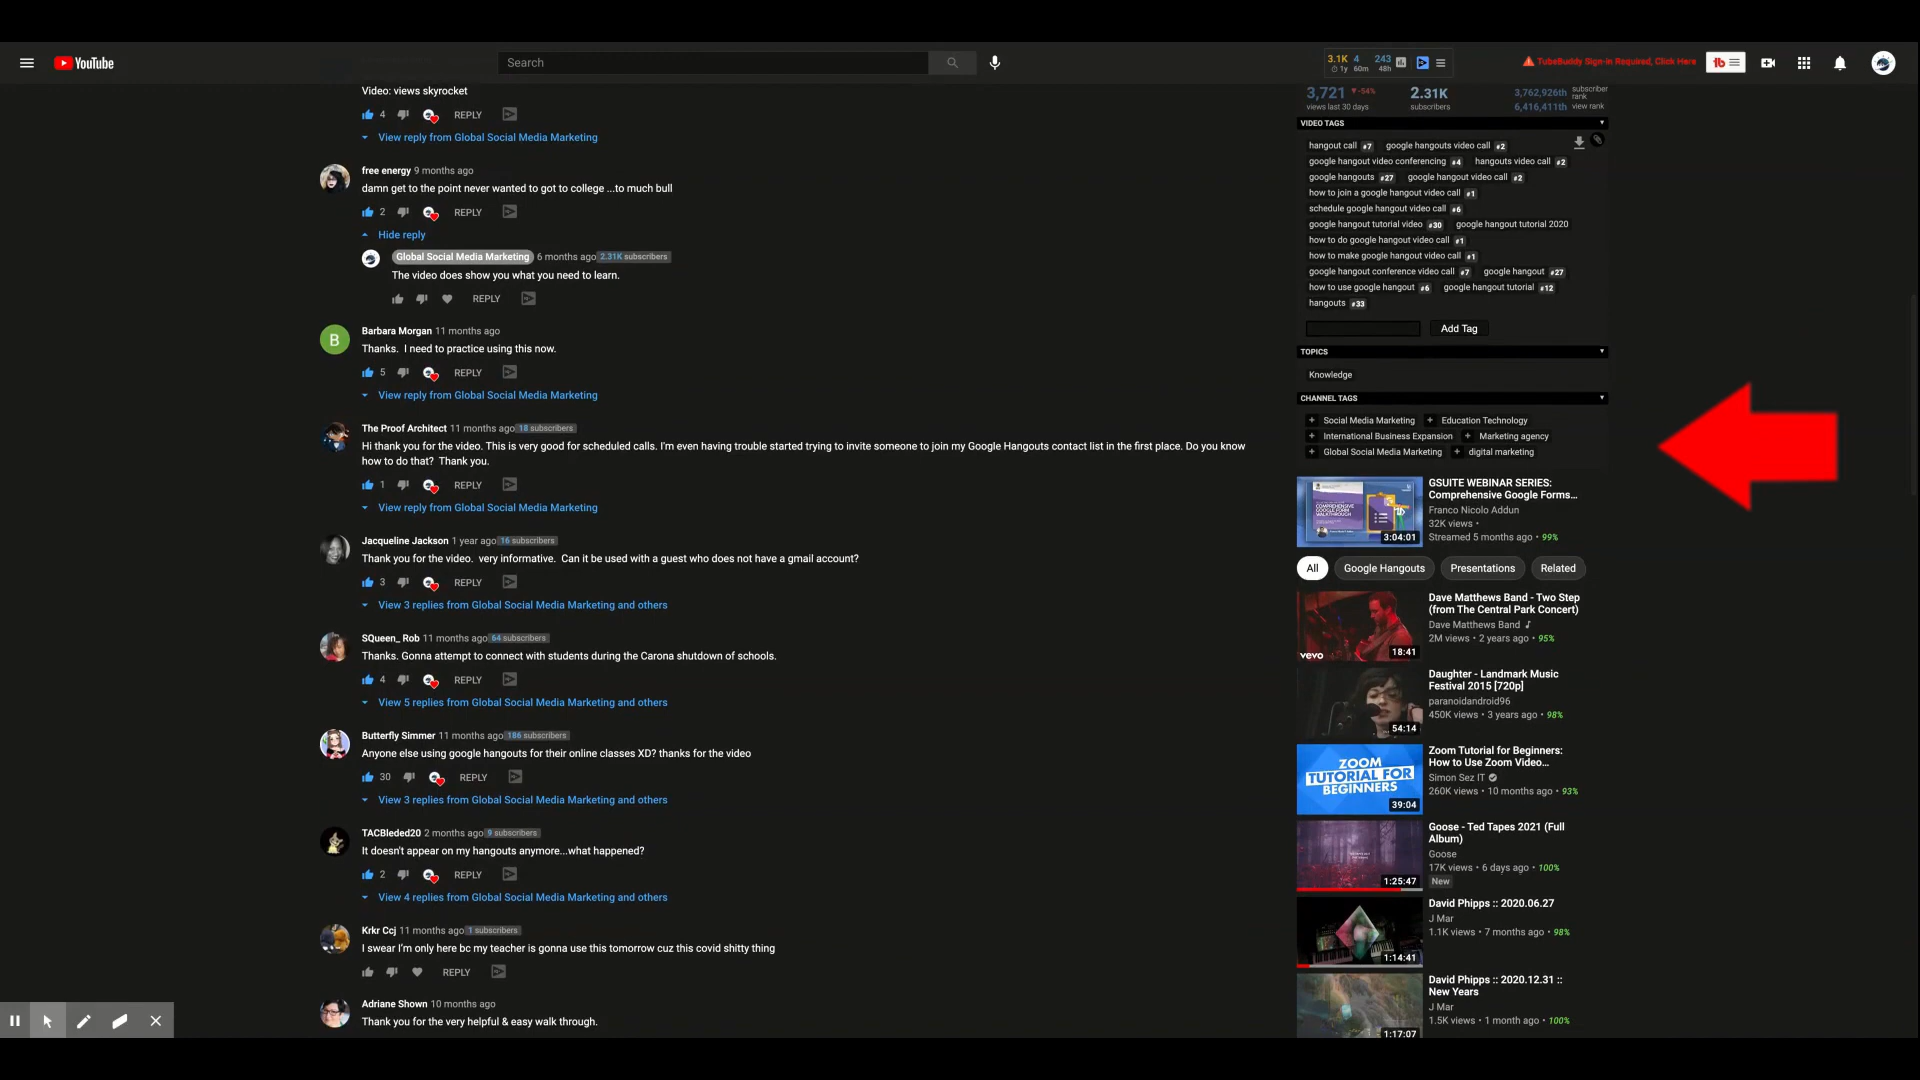 YouTube
Search
3.1K 4 243
1y 60m 48h
TubeBuddy Sign-in Required, Click Here
tb
Video: views skyrocket
4 REPLY
View reply from Global Social Media Marketing
free energy 9 months ago
damn get to the point never wanted to got to college ...to much bull
2 REPLY
Hide reply
Global Social Media Marketing 6 months ago 2.31K subscribers
The video does show you what you need to learn.
REPLY
B
Barbara Morgan 11 months ago
Thanks. I need to practice using this now.
5 REPLY
View reply from Global Social Media Marketing
The Proof Architect 11 months ago 18 subscribers
Hi thank you for the video. This is very good for scheduled calls. I'm even having trouble started trying to invite someone to join my Google Hangouts contact list in the first place. Do you know
how to do that? Thank you.
1 REPLY
View reply from Global Social Media Marketing
Jacqueline Jackson 1 year ago 16 subscribers
Thank you for the video. very informative. Can it be used with a guest who does not have a gmail account?
3 REPLY
View 3 replies from Global Social Media Marketing and others
SQueen_ Rob 11 months ago 64 subscribers
Thanks. Gonna attempt to connect with students during the Carona shutdown of schools.
4 REPLY
View 5 replies from Global Social Media Marketing and others
Butterfly Simmer 11 months ago 186 subscribers
Anyone else using google hangouts for their online classes XD? thanks for the video
30 REPLY
View 3 replies from Global Social Media Marketing and others
TACBleded20 2 months ago 9 subscribers
It doesn't appear on my hangouts anymore...what happened?
2 REPLY
View 4 replies from Global Social Media Marketing and others
Krkr Ccj 11 months ago 1 subscribers
I swear I'm only here bc my teacher is gonna use this tomorrow cuz this covid shitty thing
REPLY
Adriane Shown 10 months ago
Thank you for the very helpful & easy walk through.
3,721 -54% 2.31K 3,762,926th subscriber rank
views last 30 days subscribers 6,416,411th view rank
VIDEO TAGS
hangout call #7 google hangouts video call #2
google hangout video conferencing #4 hangouts video call #2
google hangouts #27 google hangout video call #2
how to join a google hangout video call #1
schedule google hangout video call #6
google hangout tutorial video #30 google hangout tutorial 2020
how to do google hangout video call #1
how to make google hangout video call #1
google hangout conference video call #7 google hangout #27
how to use google hangout #6 google hangout tutorial #12
hangouts #33
Add Tag
TOPICS
Knowledge
CHANNEL TAGS
+ Social Media Marketing + Education Technology
+ International Business Expansion + Marketing agency
+ Global Social Media Marketing + digital marketing
COMPREHENSIVE
GOOGLE FORM
WALKTHROUGH
3:04:01
GSUITE WEBINAR SERIES:
Comprehensive Google Forms...
Franco Nicolo Addun
32K views •
Streamed 5 months ago • 99%
All Google Hangouts Presentations Related
vevo 18:41
Dave Matthews Band - Two Step
(from The Central Park Concert)
Dave Matthews Band
2M views • 2 years ago • 95%
54:14
Daughter - Landmark Music
Festival 2015 [720p]
paranoidandroid96
450K views • 3 years ago • 98%
ZOOM
TUTORIAL FOR
BEGINNERS
39:04
Zoom Tutorial for Beginners:
How to Use Zoom Video...
Simon Sez IT
260K views • 10 months ago • 93%
1:25:47
Goose - Ted Tapes 2021 (Full
Album)
Goose
17K views • 6 days ago • 100%
New
1:14:41
David Phipps :: 2020.06.27
J Mar
1.1K views • 7 months ago • 98%
1:17:07
David Phipps :: 2020.12.31 ::
New Years
J Mar
1.5K views • 1 month ago • 100%